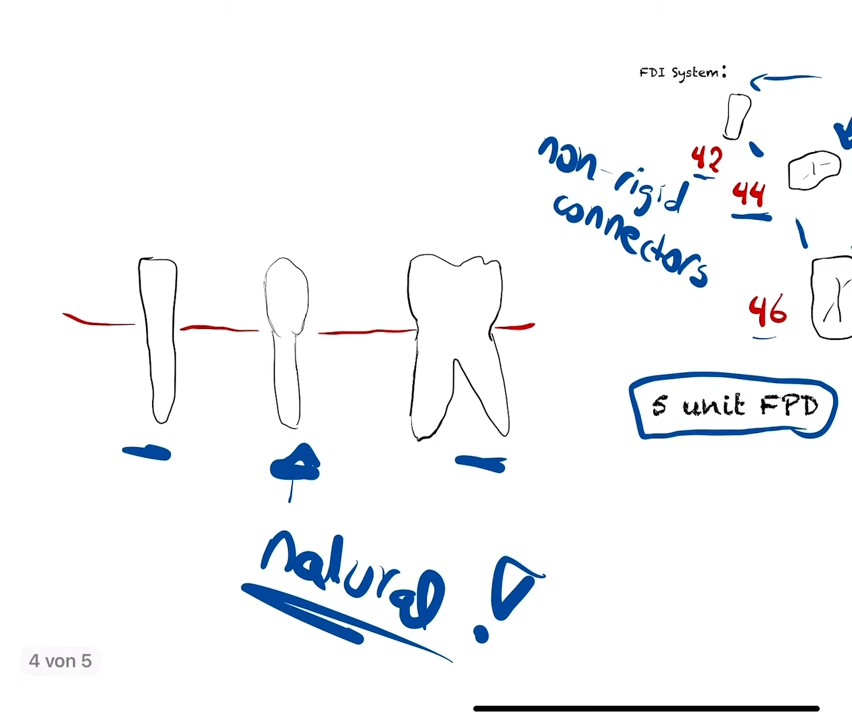 FDI System:
non-rigid
connectors
42
44
46
5 unit FPD
natural !
4 von 5